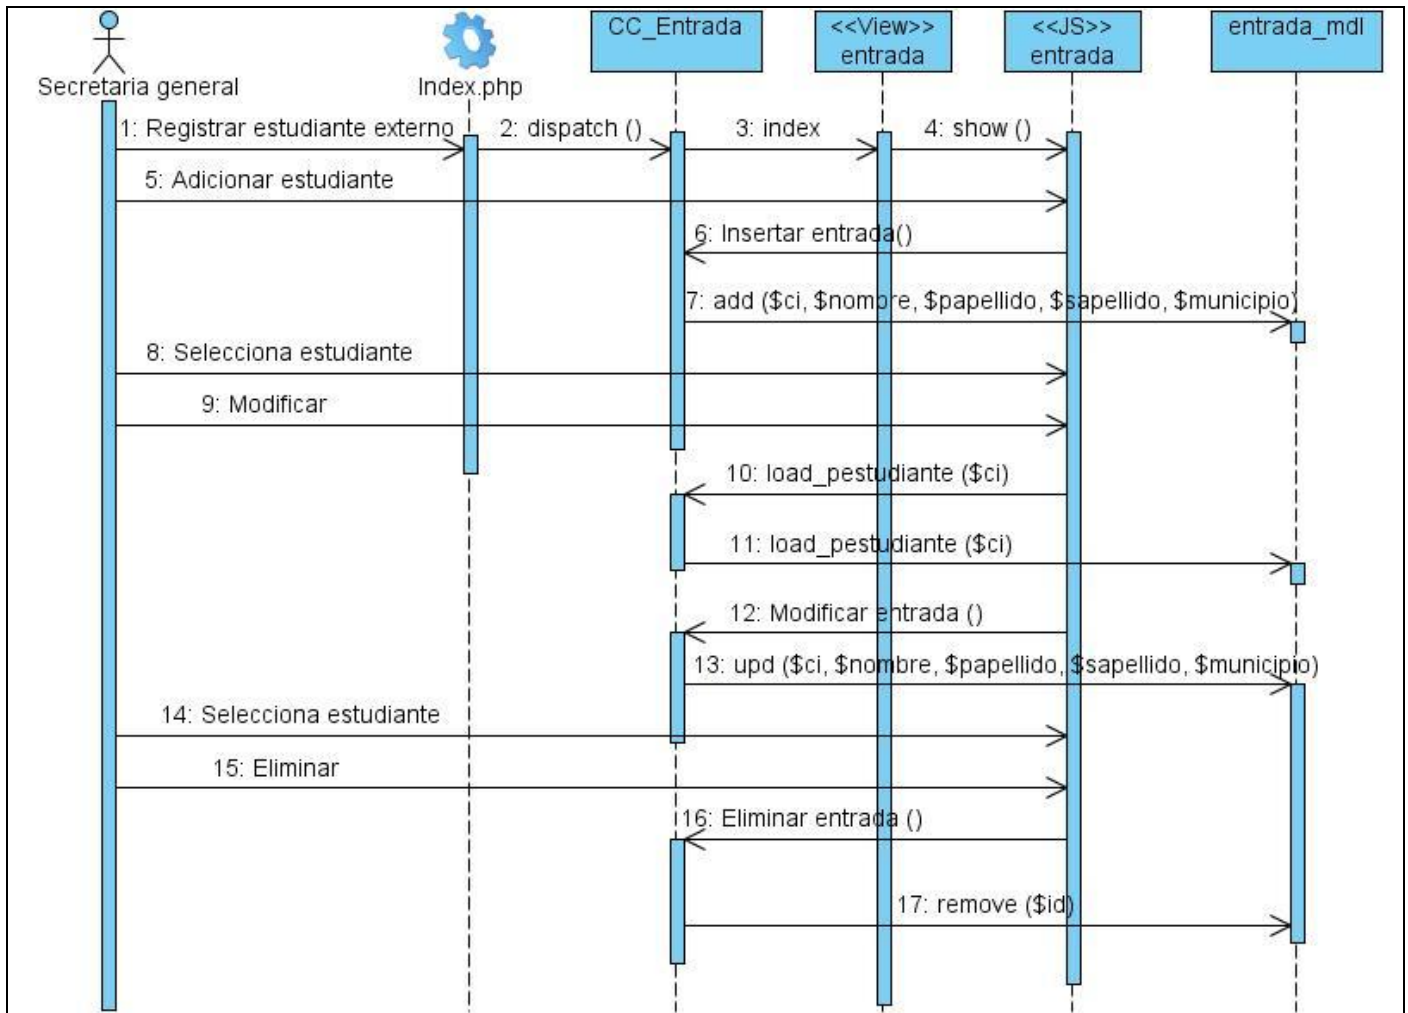 CC_Entrada
<<View>>
entrada
<<JS>>
entrada
entrada_mdl
Secretaria general
Index.php
1: Registrar estudiante externo
2: dispatch ()
3: index
4: show ()
5: Adicionar estudiante
6: Insertar entrada()
7: add ($ci, $nombre, $papellido, $sapellido, $municipio)
8: Selecciona estudiante
9: Modificar
10: load_pestudiante ($ci)
11: load_pestudiante ($ci)
12: Modificar entrada ()
13: upd ($ci, $nombre, $papellido, $sapellido, $municipio)
14: Selecciona estudiante
15: Eliminar
16: Eliminar entrada ()
17: remove ($id)